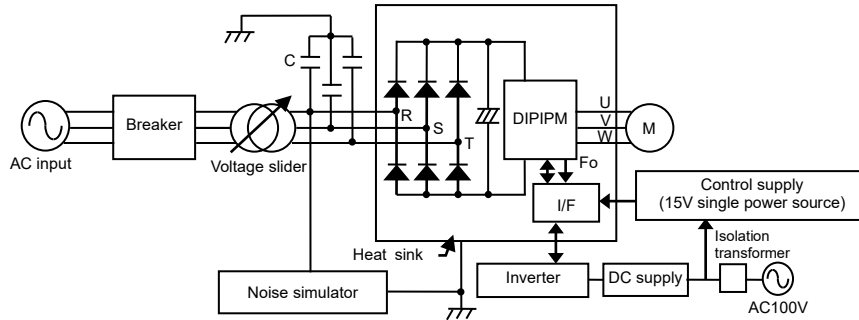 C
R
S
T
DIPIPM
U
V
W
M
Fo
Breaker
AC input
Voltage slider
I/F
Control supply
(15V single power source)
Heat sink
Isolation
transformer
Noise simulator
Inverter
DC supply
AC100V